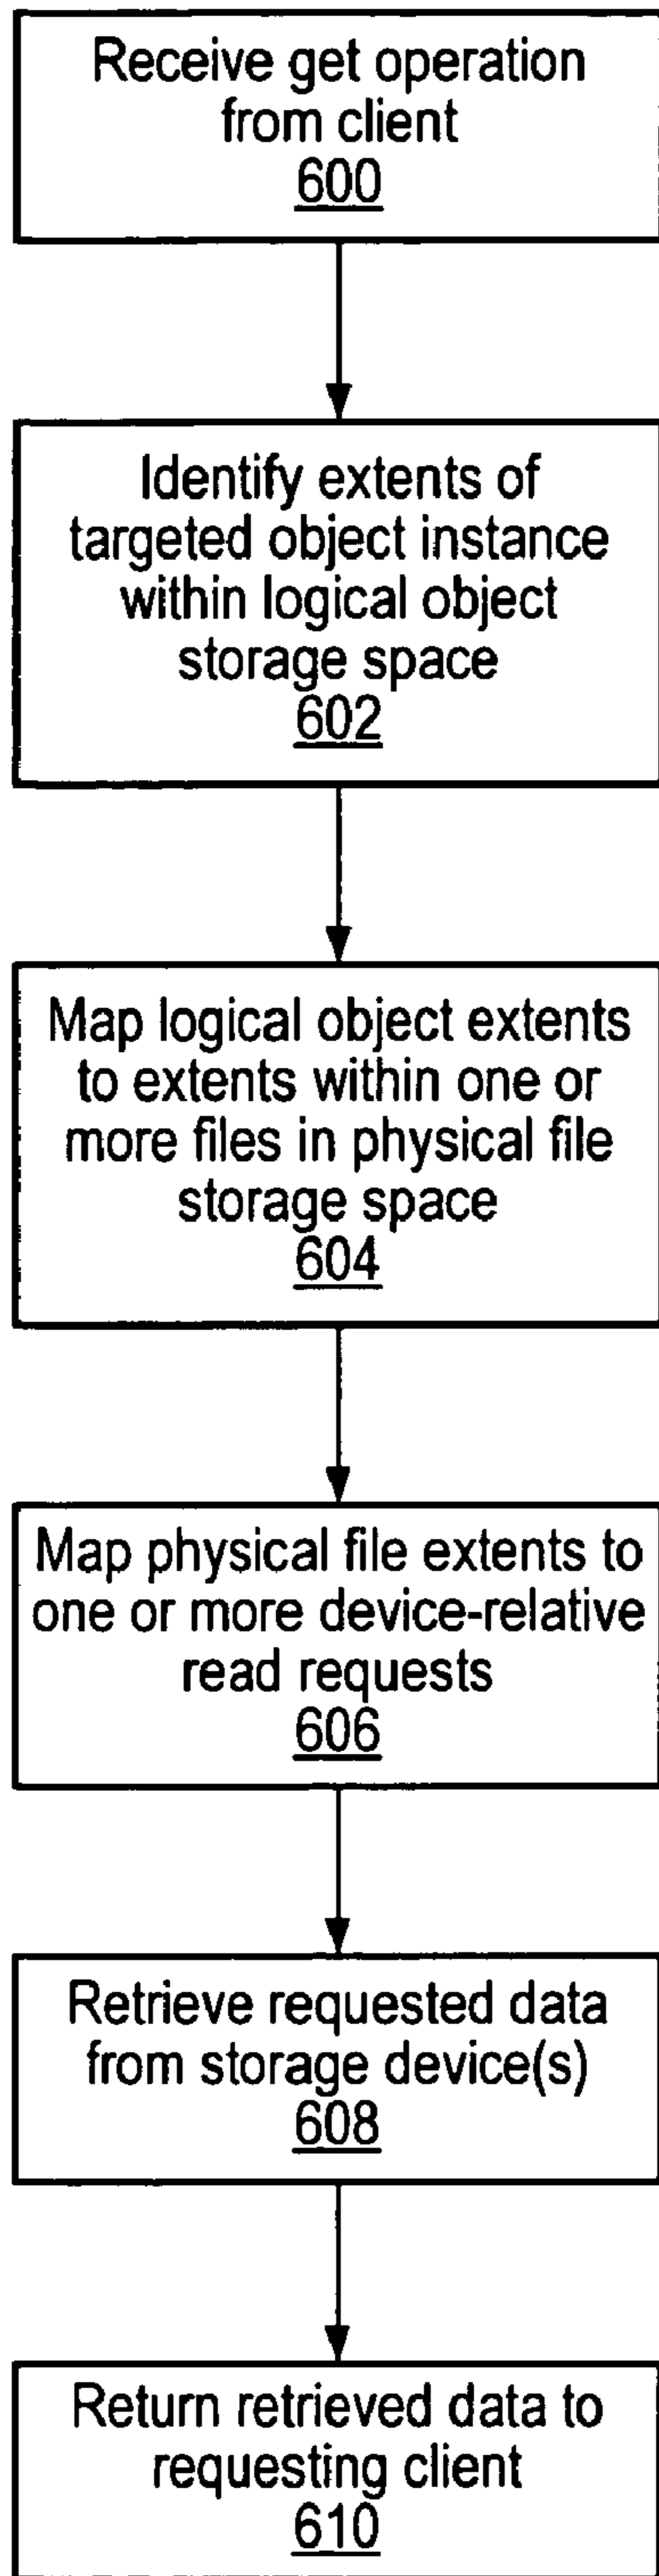 Receive get operation
from client
600
Identify extents of
targeted object instance
within logical object
storage space
602
Map logical object extents
to extents within one or
more files in physical file
storage space
604
Map physical file extents to
one or more device-relative
read requests
606
Retrieve requested data
from storage device(s)
608
Return retrieved data to
requesting client
610